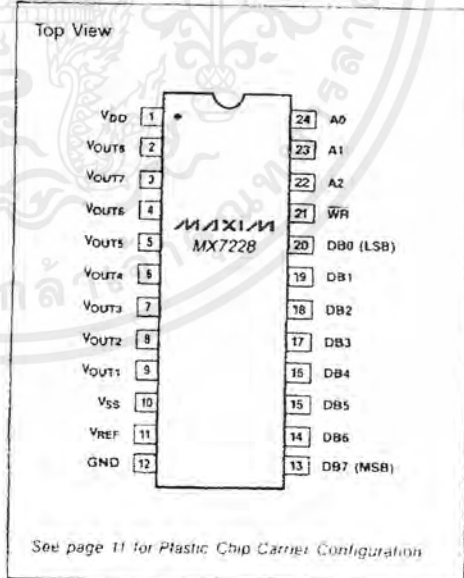 Top View
VDD 1 24 A0
VOUT8 2 23 A1
VOUT7 3 22 A2
VOUT6 4 21 WR
MAXIM
MX7228
VOUT5 5 20 DB0 (LSB)
VOUT4 6 19 DB1
VOUT3 7 18 DB2
VOUT2 8 17 DB3
VOUT1 9 16 DB4
VSS 10 15 DB5
VREF 11 14 DB6
GND 12 13 DB7 (MSB)
See page 11 for Plastic Chip Carrier Configuration